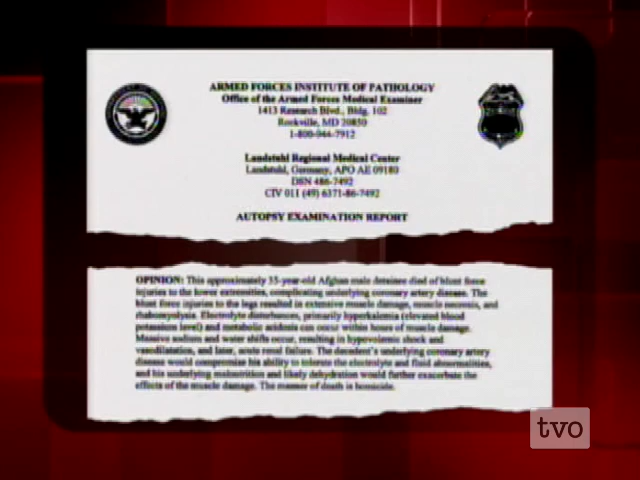 ARMED FORCES INSTITUTE OF PATHOLOGY
Office of the Armed Forces Medical Examiner
1413 Research Blvd., Bldg. 102
Rockville, MD 20850
1-800-944-7912
Landstuhl Regional Medical Center
Landstuhl, Germany, APO AE 09180
DSN 486-7492
CIV 011 (49) 6371-86-7492
AUTOPSY EXAMINATION REPORT
OPINION: This approximately 35-year-old Afghan male detainee died of blunt force
injuries to the lower extremities, complicating underlying coronary artery disease. The
blunt force injuries to the legs resulted in extensive muscle damage, muscle necrosis, and
rhabomyolysis. Electrolyte disturbances, primarily hyperkalemia (elevated blood
potassium level) and metabolic acidosis can occur within hours of muscle damage.
Massive sodium and water shifts occur, resulting in hypovolemic shock and
vasodilatation, and later, acute renal failure. The decedent's underlying coronary artery
disease would compromise his ability to tolerate the electrolyte and fluid abnormalities,
and his underlying malnutrition and likely dehydration would further exacerbate the
effects of the muscle damage. The manner of death is homicide.
tvo